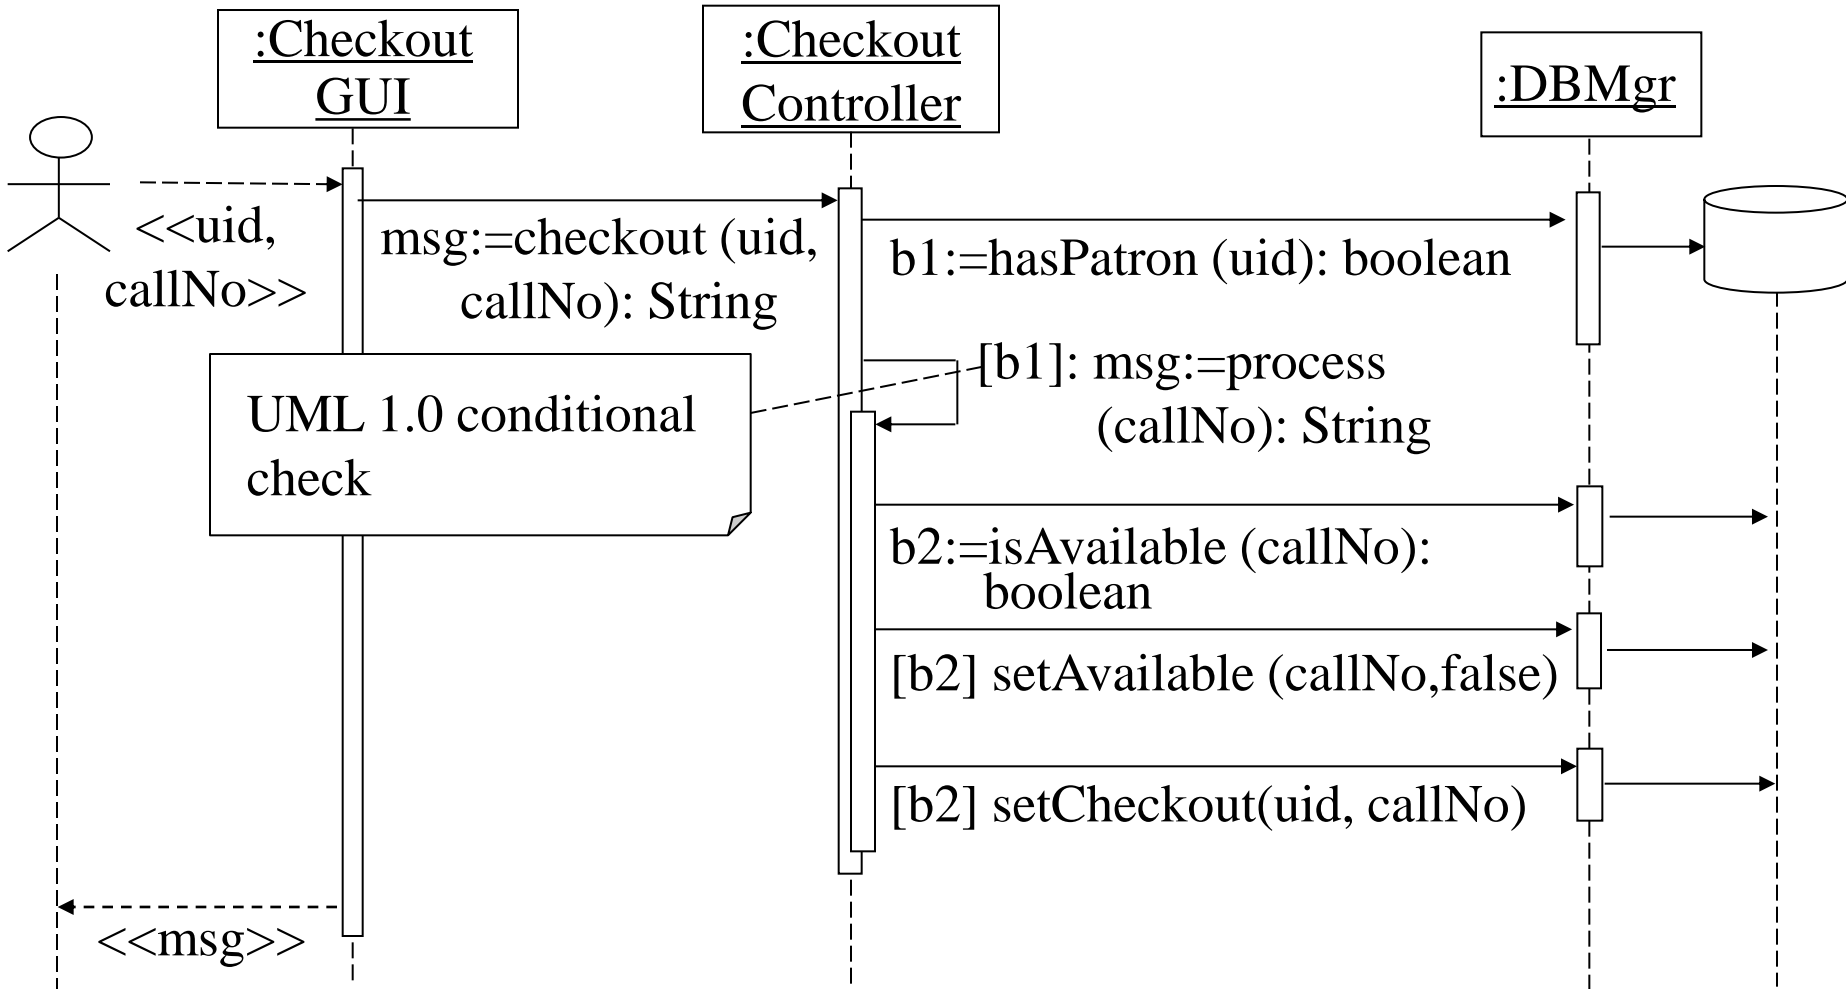 :Checkout
GUI
:Checkout
Controller
:DBMgr
<<uid,
callNo>>
msg:=checkout (uid,
callNo): String
b1:=hasPatron (uid): boolean
[b1]: msg:=process
(callNo): String
UML 1.0 conditional
check
b2:=isAvailable (callNo):
boolean
[b2] setAvailable (callNo,false)
[b2] setCheckout(uid, callNo)
<<msg>>